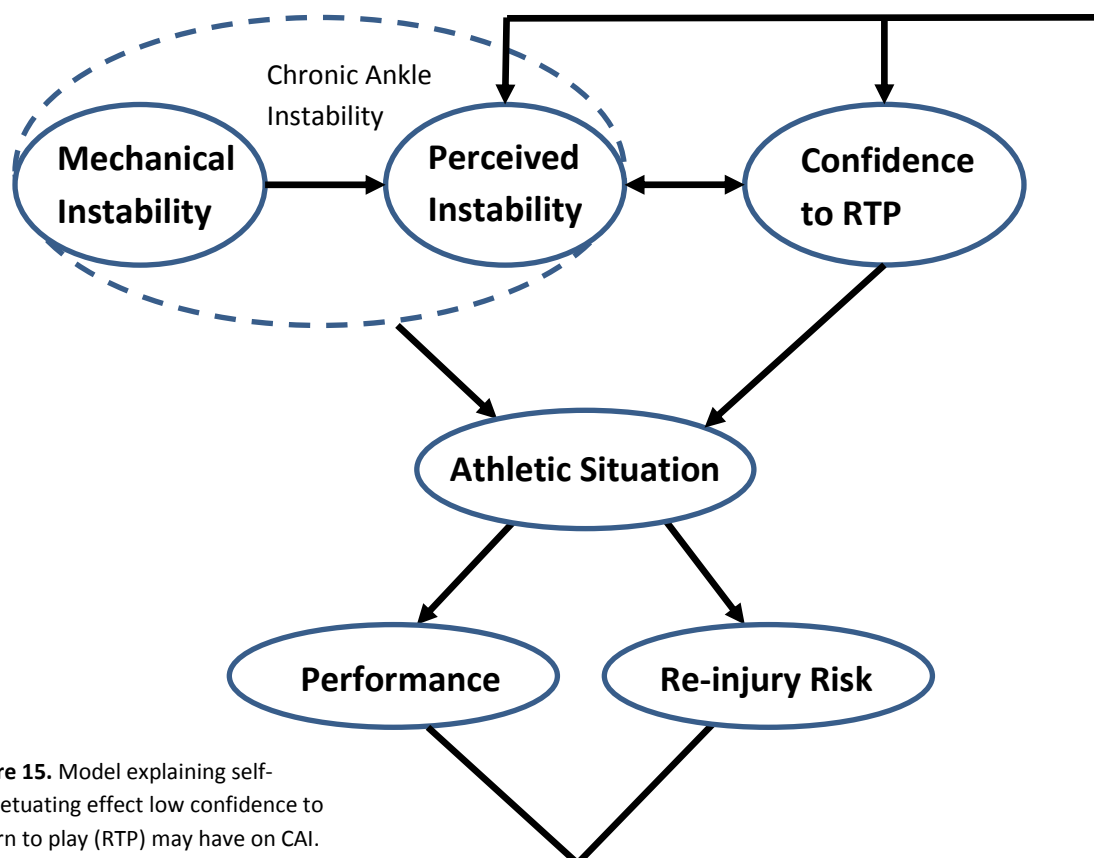 Chronic Ankle
Instability
Mechanical
Instability
Perceived
Instability
Confidence
to RTP
Athletic Situation
Performance
Re-injury Risk
re 15. Model explaining self-
etuating effect low confidence to
rn to play (RTP) may have on CAI.